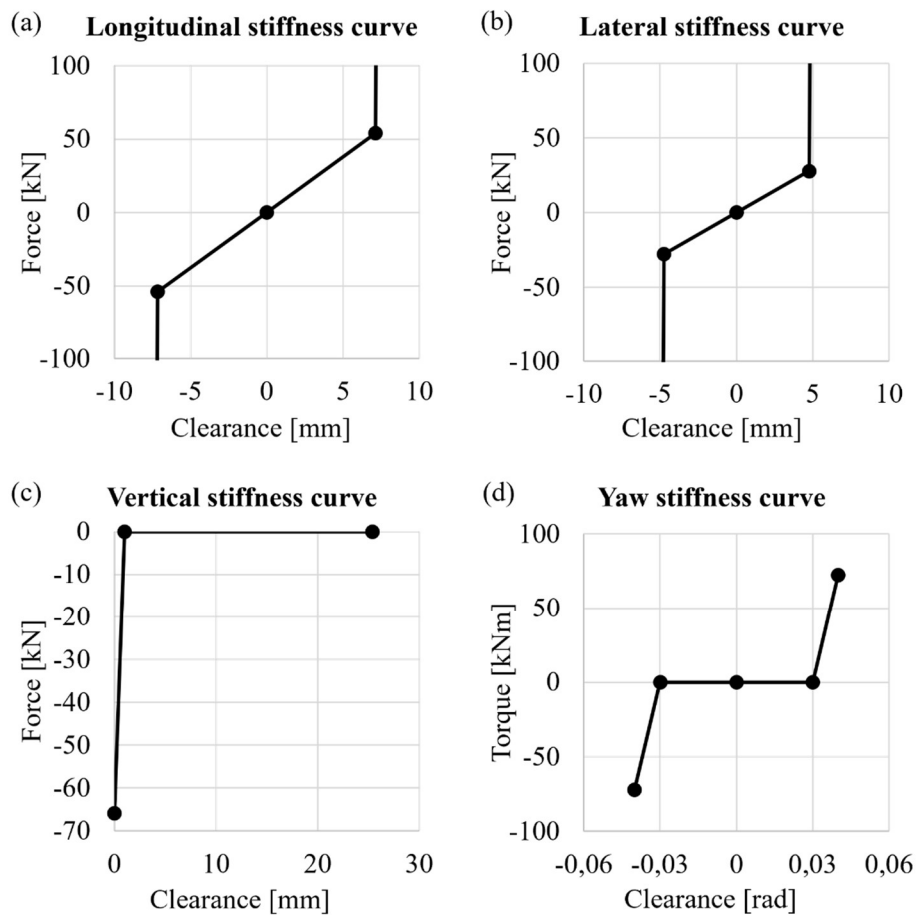 (a) Longitudinal stiffness curve
100
50
0
-50
-100
Force [kN]
-10 -5 0 5 10
Clearance [mm]
(b) Lateral stiffness curve
100
50
0
-50
-100
Force [kN]
-10 -5 0 5 10
Clearance [mm]
(c) Vertical stiffness curve
0
-10
-20
-30
-40
-50
-60
-70
Force [kN]
0 10 20 30
Clearance [mm]
(d) Yaw stiffness curve
100
50
0
-50
-100
Torque [kNm]
-0,06 -0,03 0 0,03 0,06
Clearance [rad]